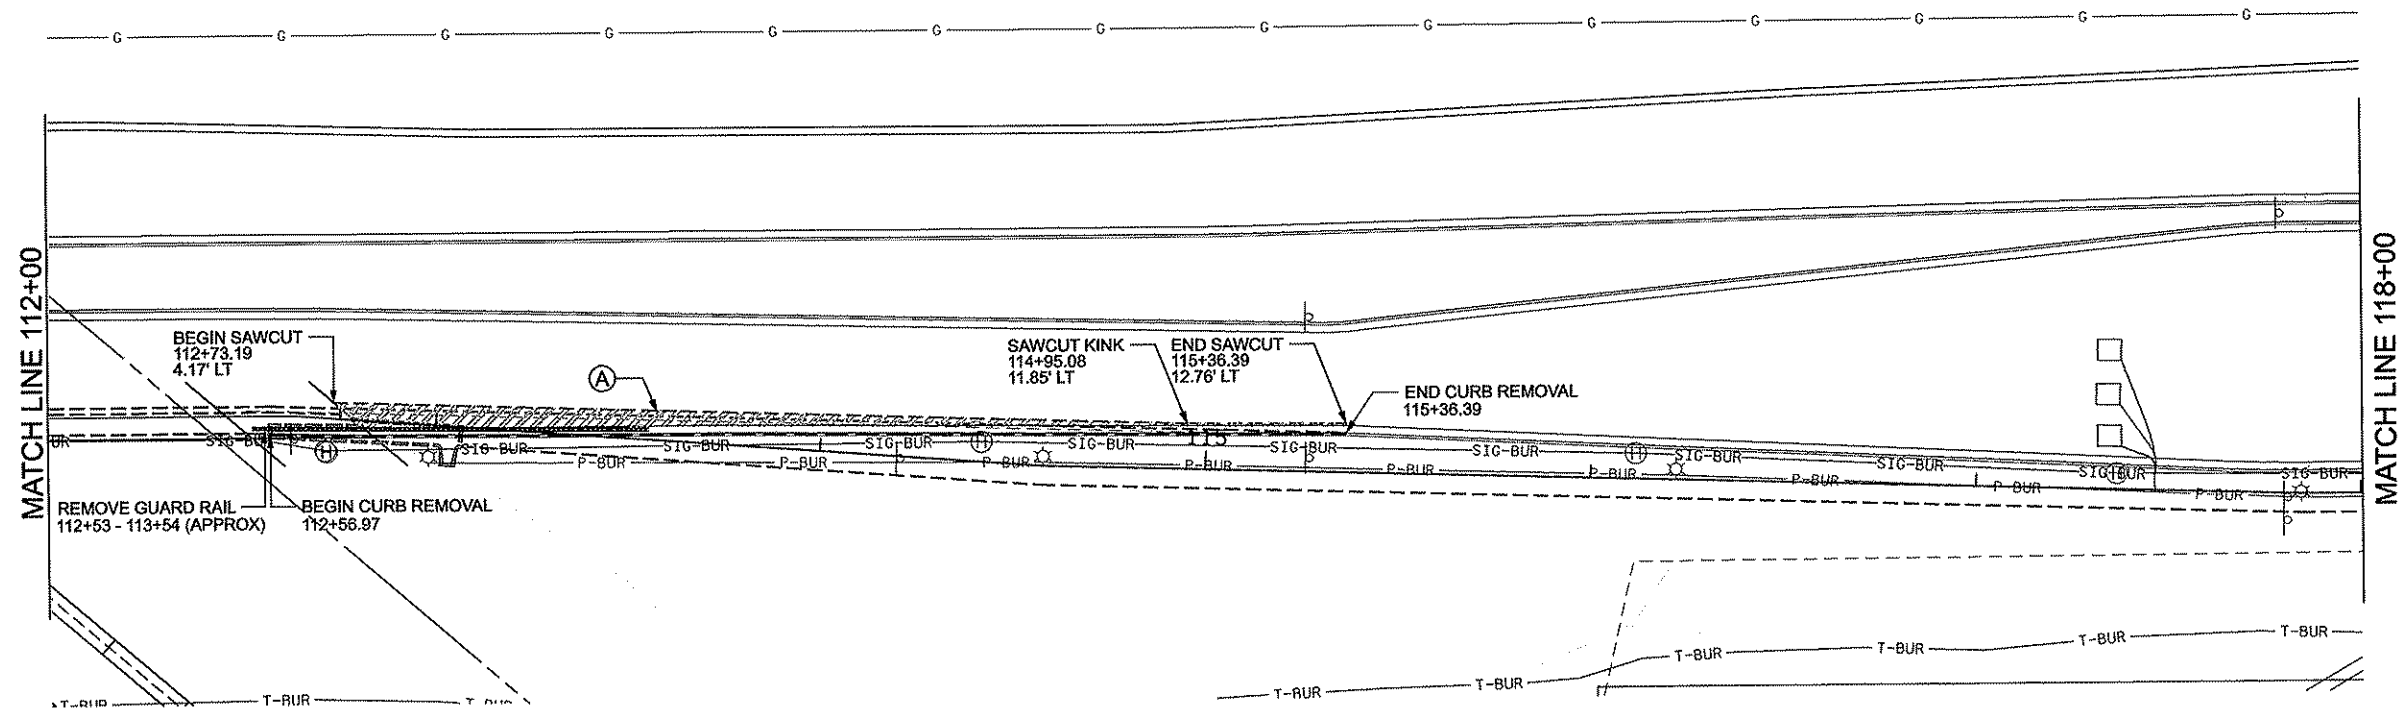 G G G G G G G G G G G G G G
MATCH LINE 112+00
MATCH LINE 118+00
BEGIN SAWCUT
112+73.19
4.17' LT
A
SAWCUT KINK
114+95.08
11.85' LT
END SAWCUT
115+36.39
12.76' LT
END CURB REMOVAL
115+36.39
UR SIG-BUR SIG-BUR SIG-BUR SIG-BUR SIG-BUR SIG-BUR SIG-BUR SIG-BUR SIG-BUR SIG-BUR SIG-BUR
115
H H H H
P-BUR P-BUR P-BUR P-BUR P-BUR P-BUR P-BUR P-BUR P-BUR
REMOVE GUARD RAIL
112+53 - 113+54 (APPROX)
BEGIN CURB REMOVAL
112+56.97
T-BUR T-BUR T-BUR T-BUR T-BUR T-BUR T-BUR T-BUR